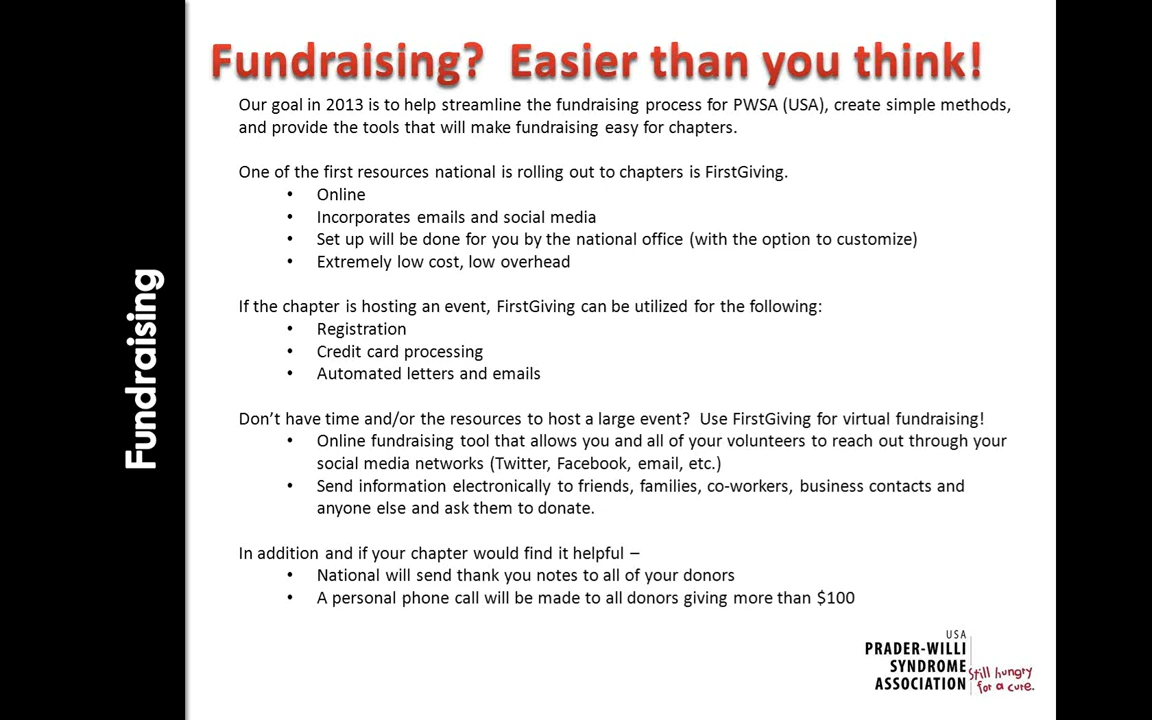 Fundraising? Easier than you think!
Our goal in 2013 is to help streamline the fundraising process for PWSA (USA), create simple methods,
and provide the tools that will make fundraising easy for chapters.
One of the first resources national is rolling out to chapters is FirstGiving.
• Online
• Incorporates emails and social media
• Set up will be done for you by the national office (with the option to customize)
• Extremely low cost, low overhead
If the chapter is hosting an event, FirstGiving can be utilized for the following:
• Registration
• Credit card processing
• Automated letters and emails
Don’t have time and/or the resources to host a large event? Use FirstGiving for virtual fundraising!
• Online fundraising tool that allows you and all of your volunteers to reach out through your
social media networks (Twitter, Facebook, email, etc.)
• Send information electronically to friends, families, co-workers, business contacts and
anyone else and ask them to donate.
In addition and if your chapter would find it helpful –
• National will send thank you notes to all of your donors
• A personal phone call will be made to all donors giving more than $100
Fundraising
USA
PRADER-WILLI
SYNDROME
ASSOCIATION
Still hungry
for a cure.